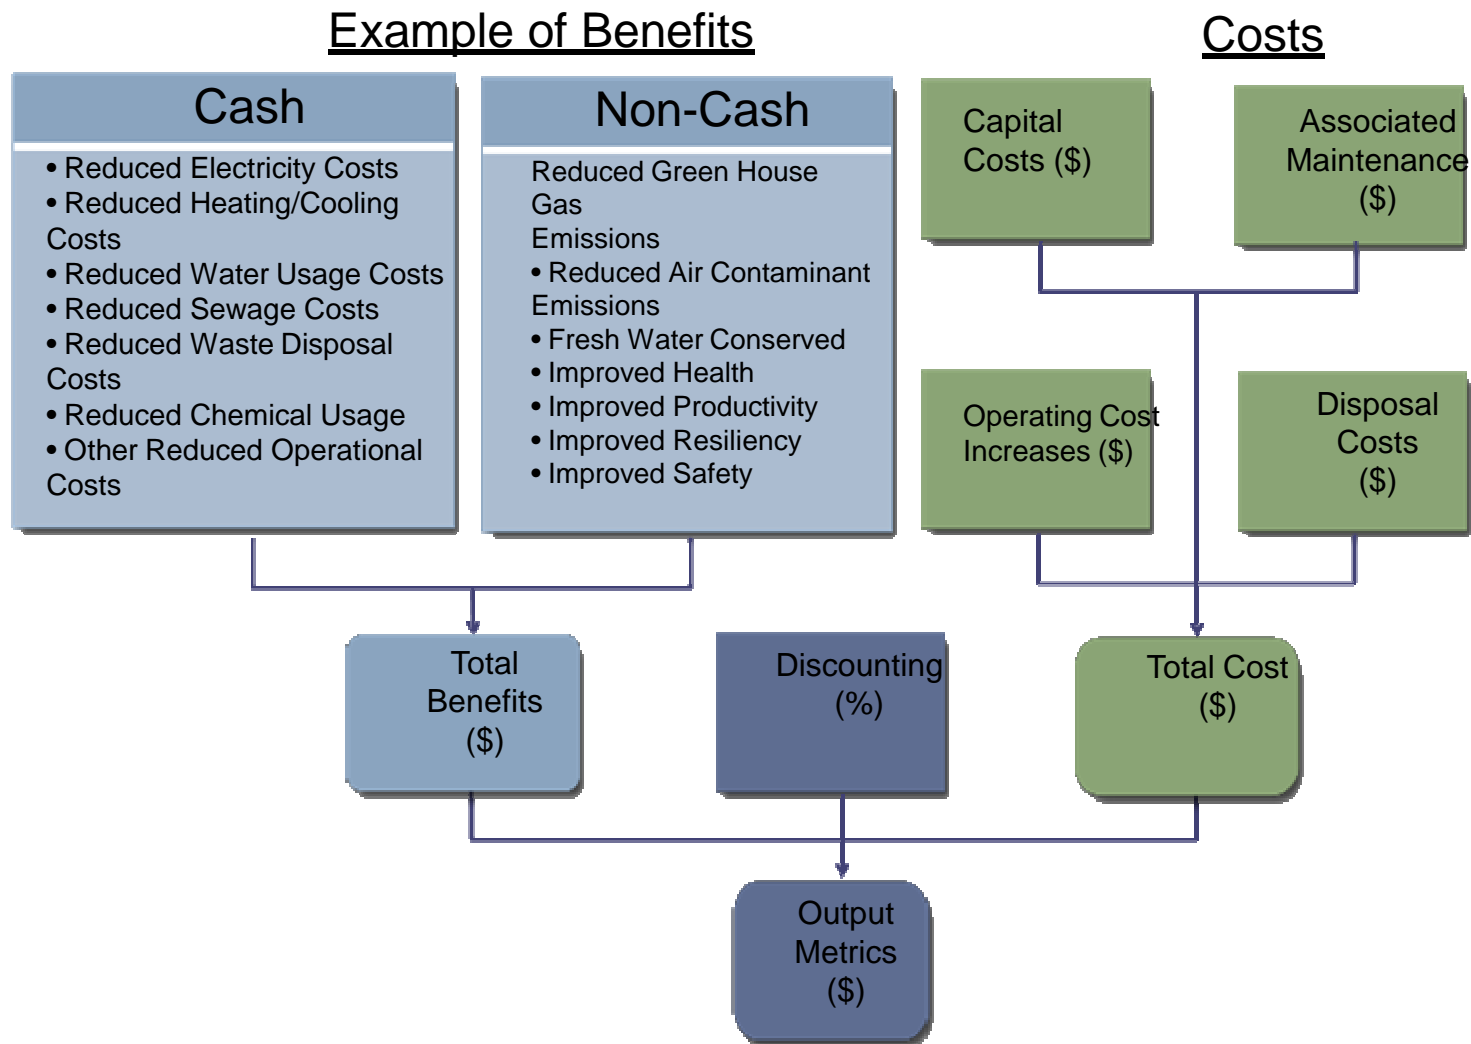 Example of Benefits
Costs
Cash
• Reduced Electricity Costs
• Reduced Heating/Cooling
Costs
• Reduced Water Usage Costs
• Reduced Sewage Costs
• Reduced Waste Disposal
Costs
• Reduced Chemical Usage
• Other Reduced Operational
Costs
Non-Cash
Reduced Green House
Gas
Emissions
• Reduced Air Contaminant
Emissions
• Fresh Water Conserved
• Improved Health
• Improved Productivity
• Improved Resiliency
• Improved Safety
Capital
Costs ($)
Associated
Maintenance
($)
Operating Cost
Increases ($)
Disposal
Costs
($)
Total
Benefits
($)
Discounting
(%)
Total Cost
($)
Output
Metrics
($)